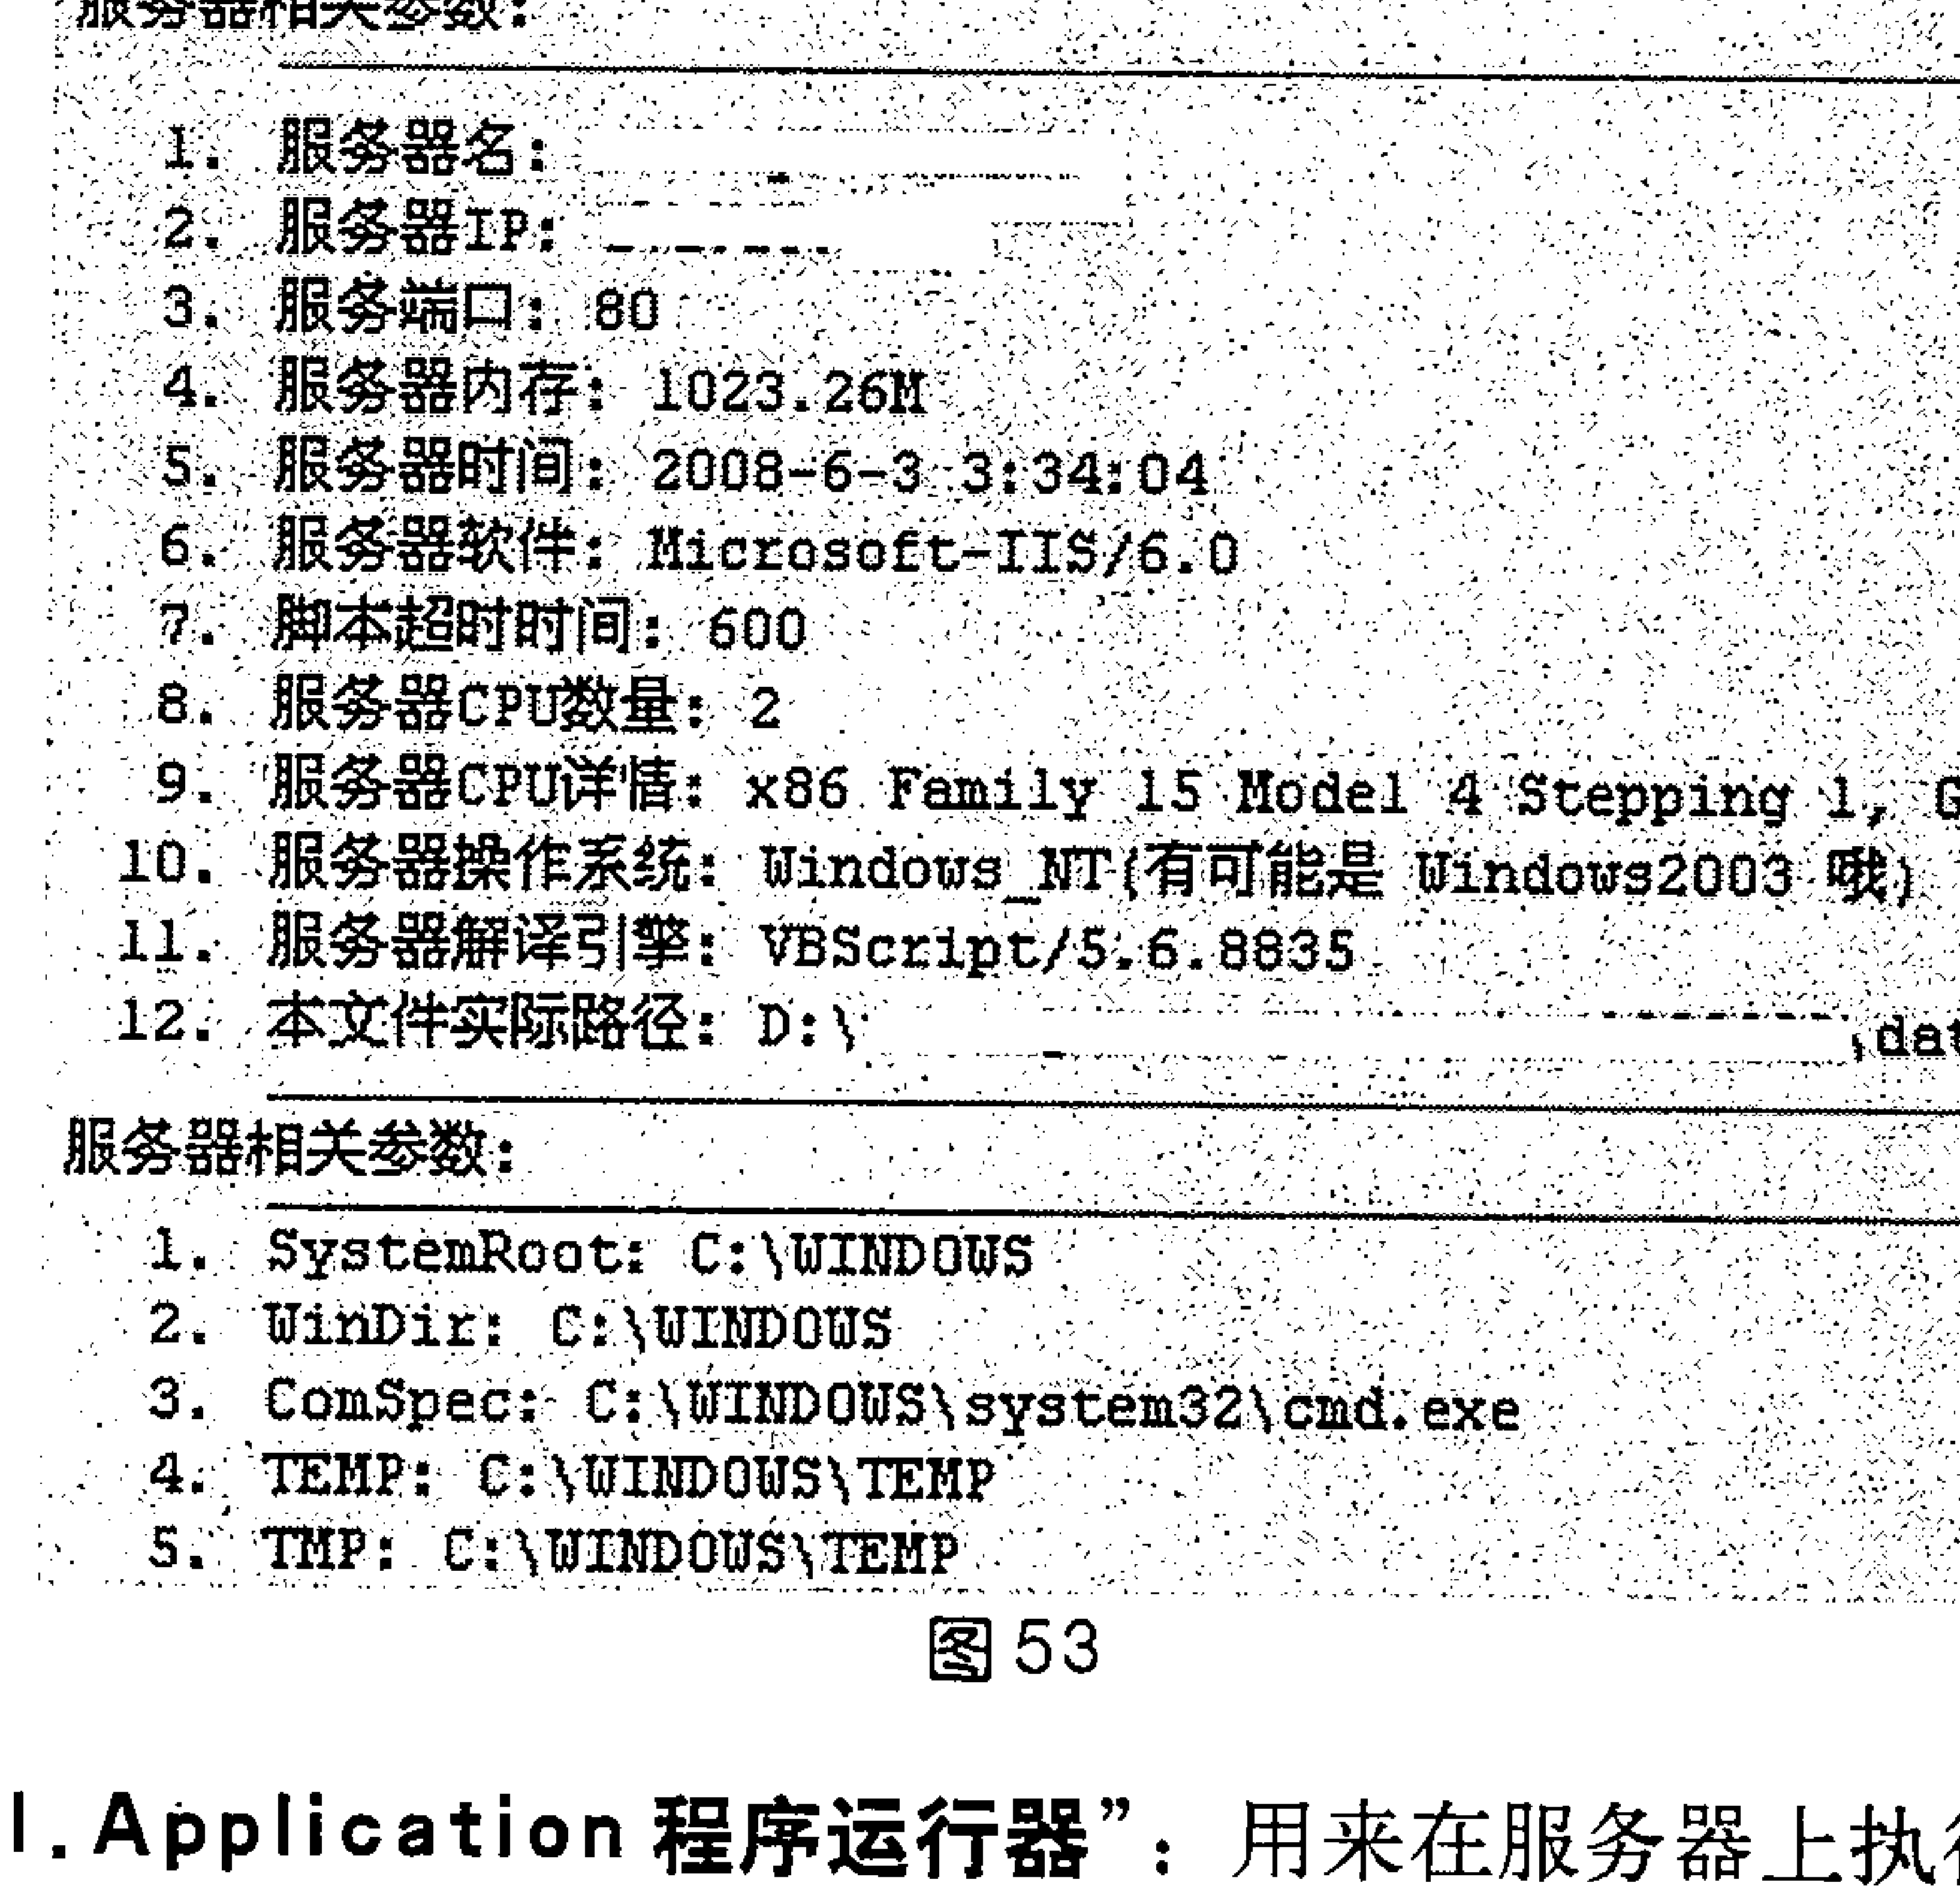 服务器相关参数:
1. 服务器名:
2. 服务器IP:
3. 服务端口: 80
4. 服务器内存: 1023.26M
5. 服务器时间: 2008-6-3 3:34:04
6. 服务器软件: Microsoft-IIS/6.0
7. 脚本超时时间: 600
8. 服务器CPU数量: 2
9. 服务器CPU详情: x86 Family 15 Model 4 Stepping 1, G
10. 服务器操作系统: Windows_NT(有可能是 Windows2003 哦)
11. 服务器解译引擎: VBScript/5.6.8835
12. 本文件实际路径: D:\ \dat
服务器相关参数:
1. SystemRoot: C:\WINDOWS
2. WinDir: C:\WINDOWS
3. ComSpec: C:\WINDOWS\system32\cmd.exe
4. TEMP: C:\WINDOWS\TEMP
5. TMP: C:\WINDOWS\TEMP
图 53
l.Application 程序运行器”：用来在服务器上执行